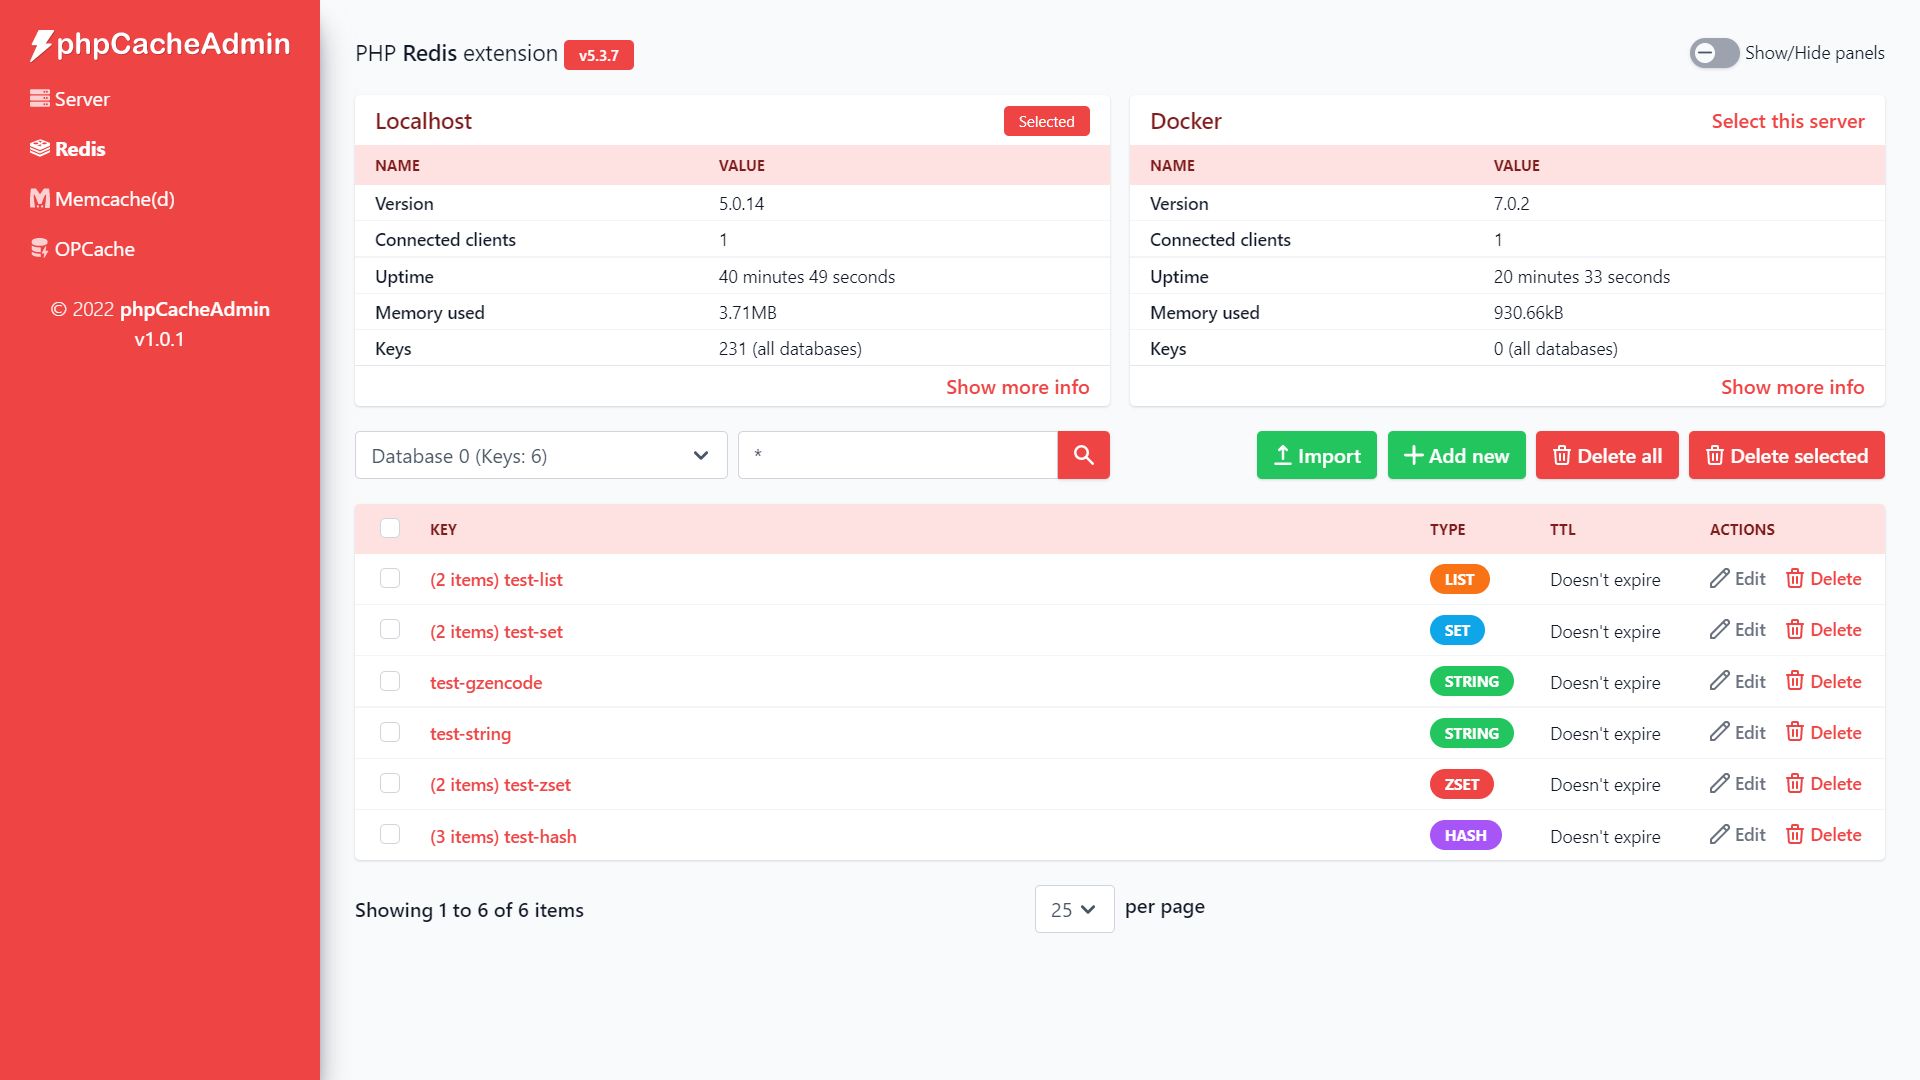 phpCacheAdmin
Server
Redis
Memcache(d)
OPCache
© 2022 phpCacheAdmin
v1.0.1
PHP Redis extension v5.3.7
Show/Hide panels
Localhost Selected
NAME VALUE
Version 5.0.14
Connected clients 1
Uptime 40 minutes 49 seconds
Memory used 3.71MB
Keys 231 (all databases)
Show more info
Docker Select this server
NAME VALUE
Version 7.0.2
Connected clients 1
Uptime 20 minutes 33 seconds
Memory used 930.66kB
Keys 0 (all databases)
Show more info
Database 0 (Keys: 6) * Import Add new Delete all Delete selected
KEY TYPE TTL ACTIONS
(2 items) test-list LIST Doesn't expire Edit Delete
(2 items) test-set SET Doesn't expire Edit Delete
test-gzencode STRING Doesn't expire Edit Delete
test-string STRING Doesn't expire Edit Delete
(2 items) test-zset ZSET Doesn't expire Edit Delete
(3 items) test-hash HASH Doesn't expire Edit Delete
Showing 1 to 6 of 6 items 25 per page